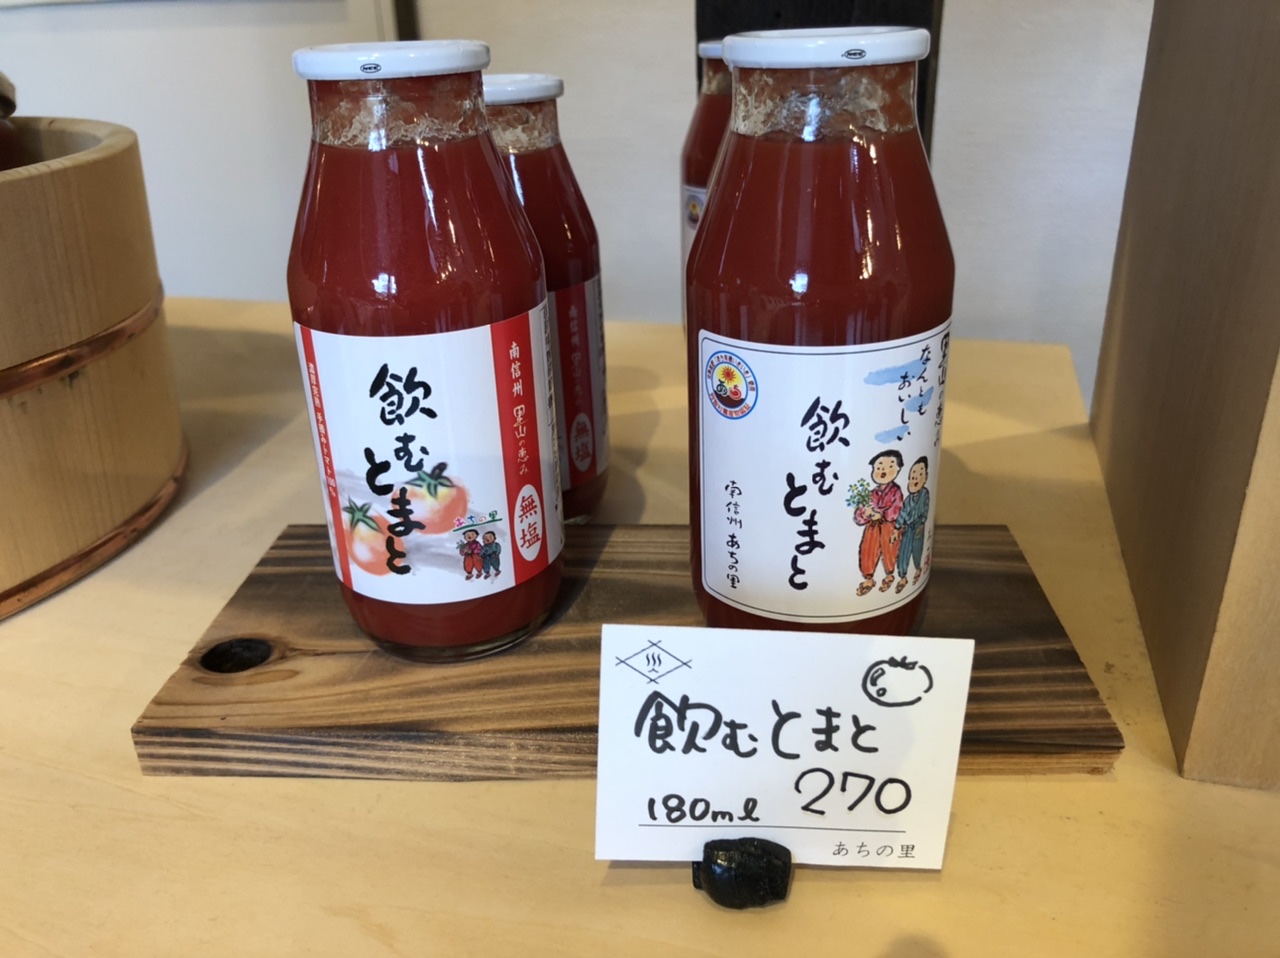 NCC
NCC
飲む
とまと
南信州 里山の恵み
無塩
あちの里
飲む
とまと
南信州 あちの里
里山の恵み
なんとも
おいしい
飲むとまと
180ml 270
あちの里